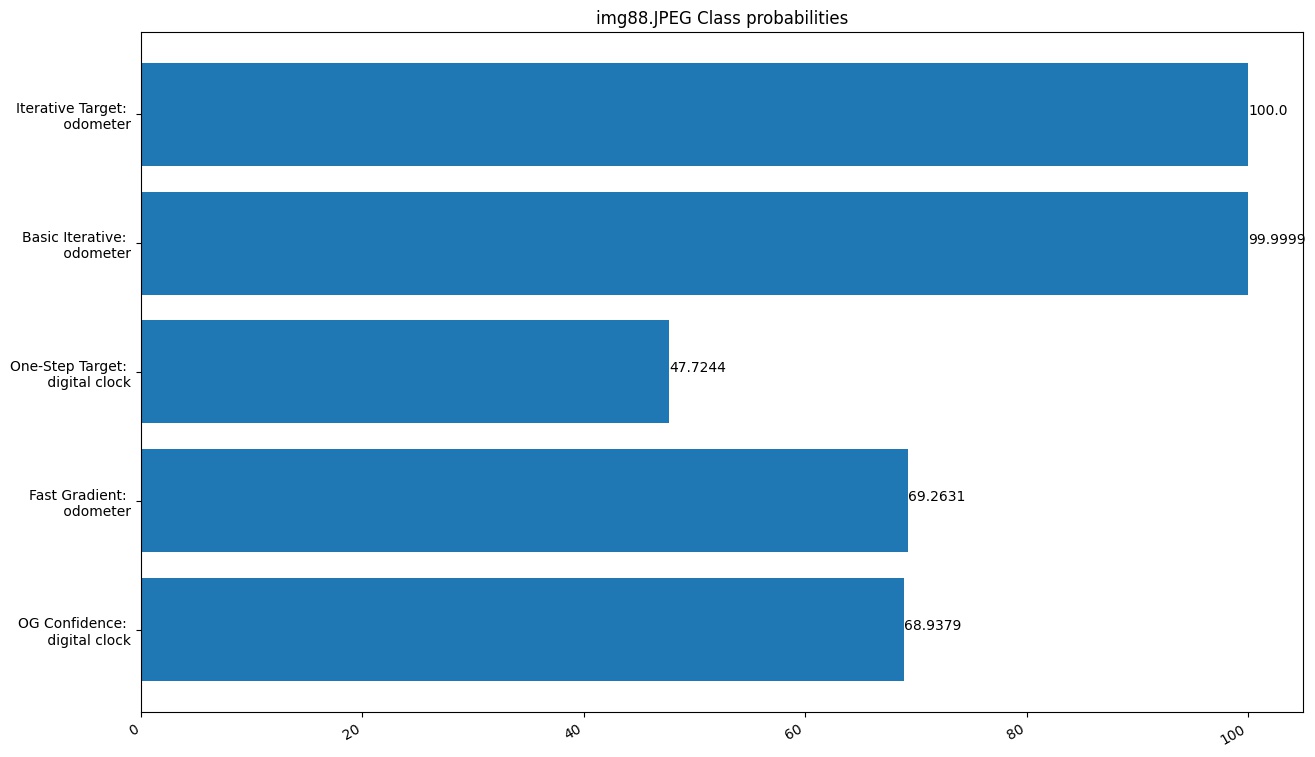 img88.JPEG Class probabilities
Iterative Target:
odometer
100.0
Basic Iterative:
odometer
99.9999
One-Step Target:
digital clock
47.7244
Fast Gradient:
odometer
69.2631
OG Confidence:
digital clock
68.9379
0
20
40
60
80
100